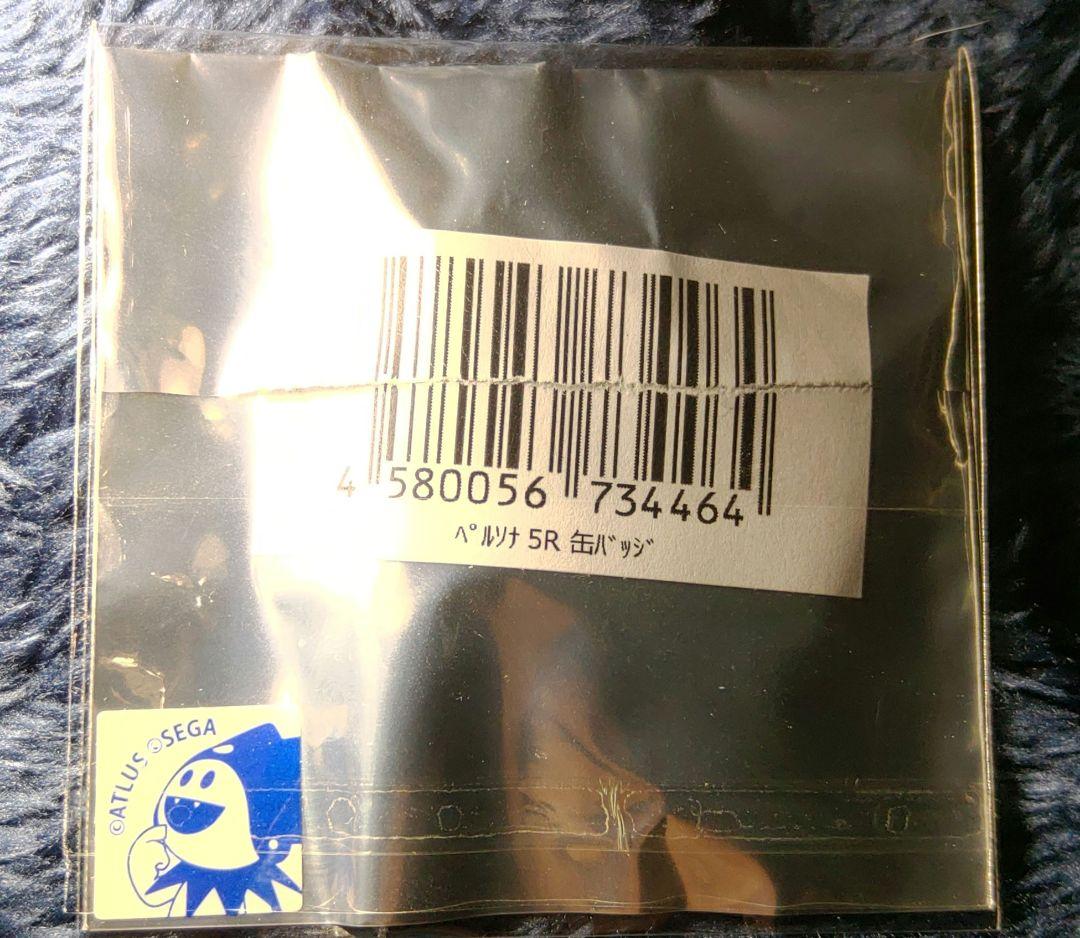 4 580056 734464
ﾍﾟﾙｿﾅ 5R 缶ﾊﾞｯｼﾞ
©ATLUS ©SEGA